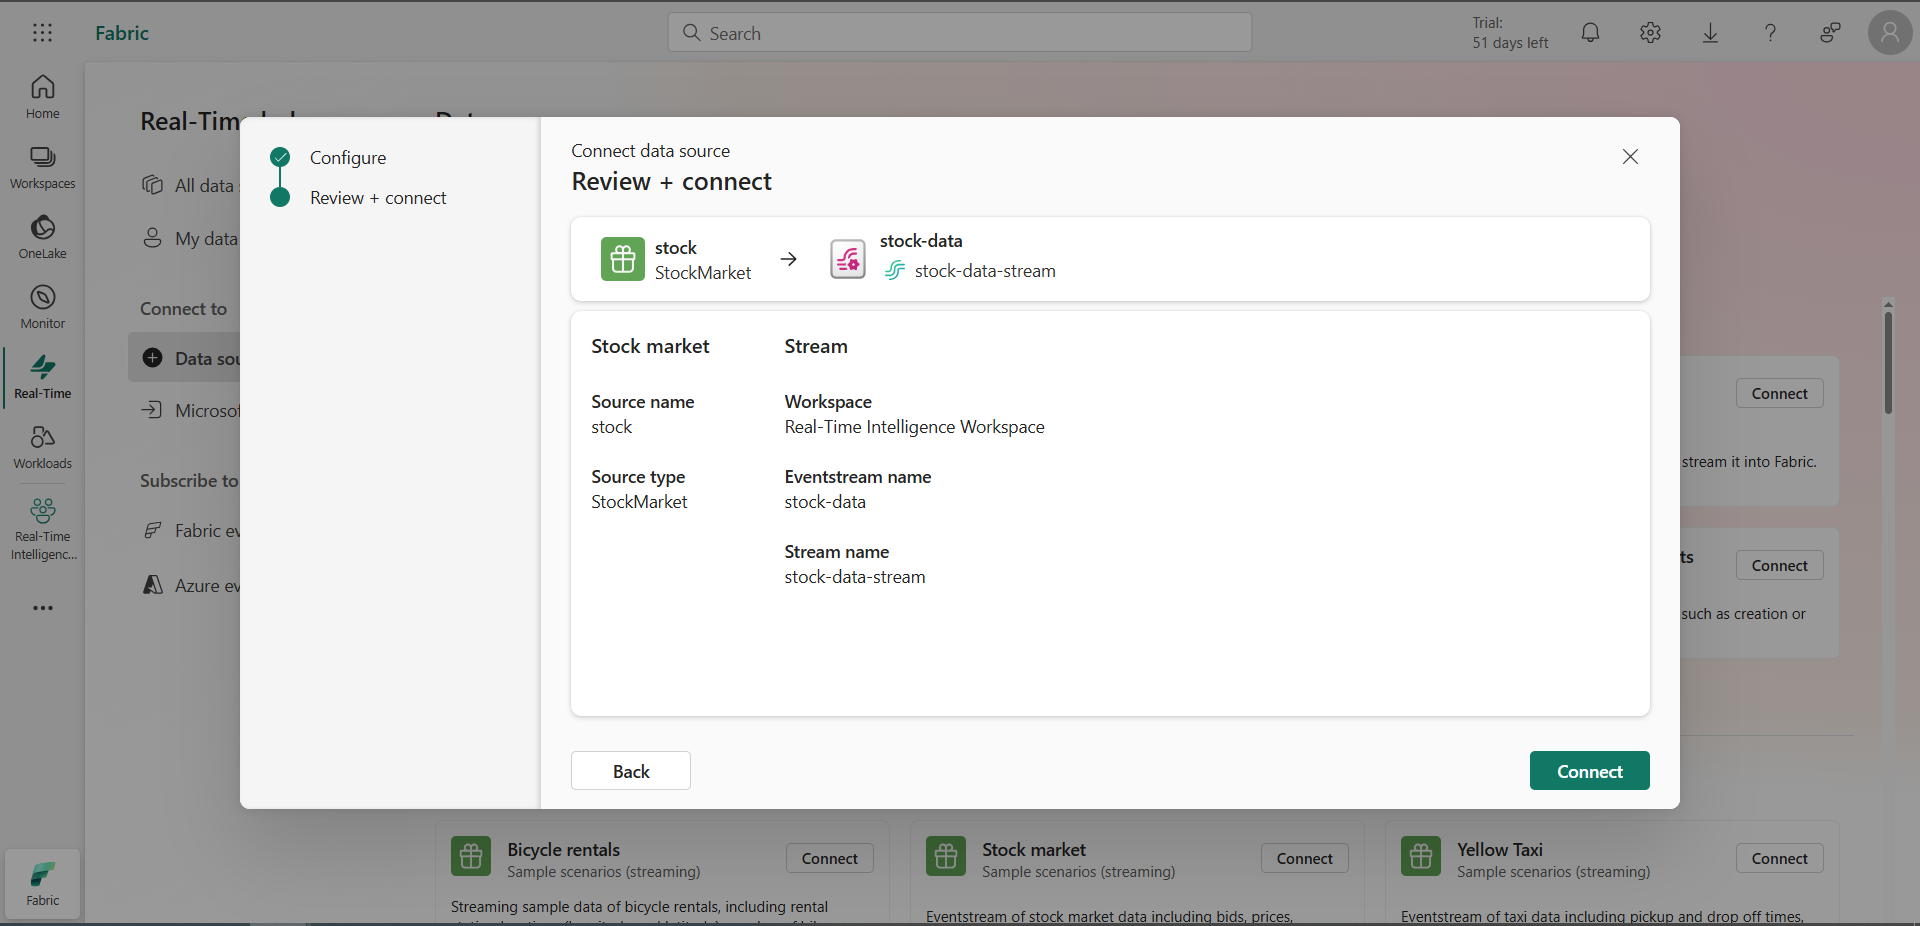 Fabric
Search
Trial:
51 days left
Home
Workspaces
OneLake
Monitor
Real-Time
Workloads
Real-Time
Intelligenc...
Fabric
All data
My data
Connect to
Data sou
Microsof
Subscribe to
Fabric ev
Azure ev
Configure
Review + connect
Connect data source
Review + connect
stock
StockMarket
stock-data
stock-data-stream
Stock market
Source name
stock
Source type
StockMarket
Stream
Workspace
Real-Time Intelligence Workspace
Eventstream name
stock-data
Stream name
stock-data-stream
Back
Connect
Connect
stream it into Fabric.
ts
Connect
such as creation or
Bicycle rentals
Sample scenarios (streaming)
Connect
Streaming sample data of bicycle rentals, including rental
Stock market
Sample scenarios (streaming)
Connect
Eventstream of stock market data including bids, prices,
Yellow Taxi
Sample scenarios (streaming)
Connect
Eventstream of taxi data including pickup and drop off times,